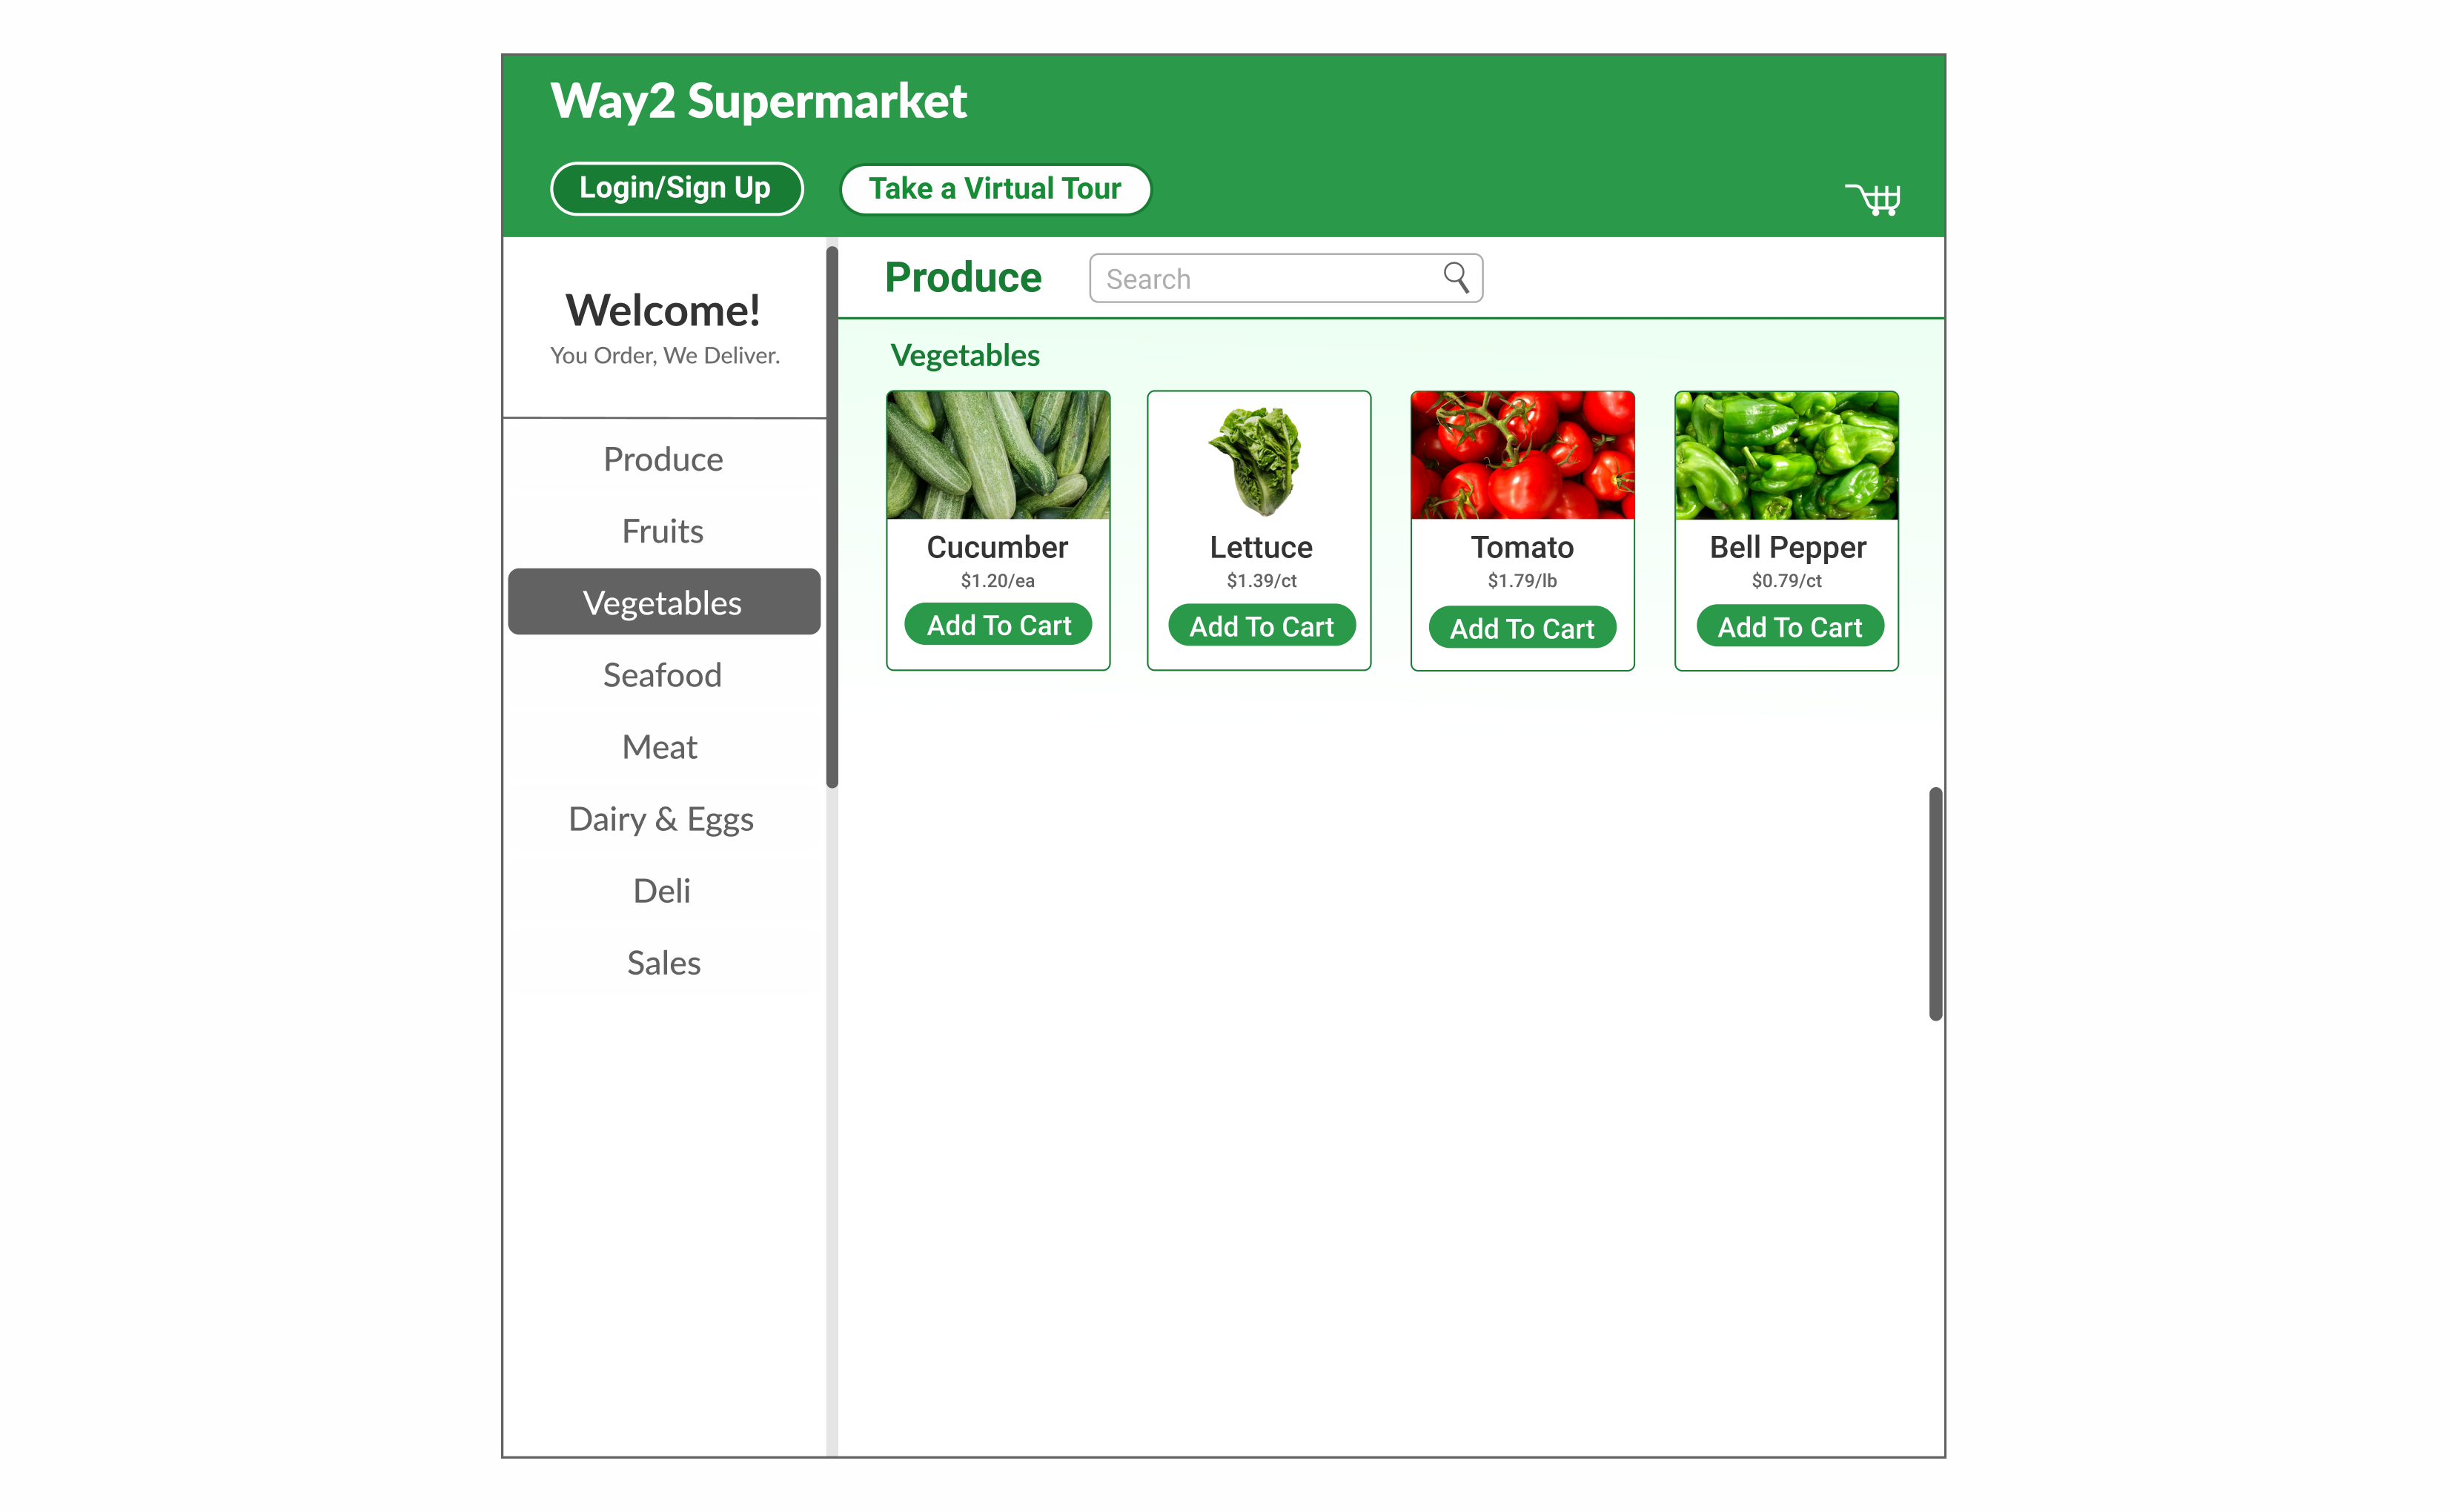 Way2 Supermarket
Login/Sign Up
Take a Virtual Tour
Welcome!
You Order, We Deliver.
Produce
Fruits
Vegetables
Seafood
Meat
Dairy & Eggs
Deli
Sales
Produce
Search
Vegetables
Cucumber
$1.20/ea
Add To Cart
Lettuce
$1.39/ct
Add To Cart
Tomato
$1.79/lb
Add To Cart
Bell Pepper
$0.79/ct
Add To Cart